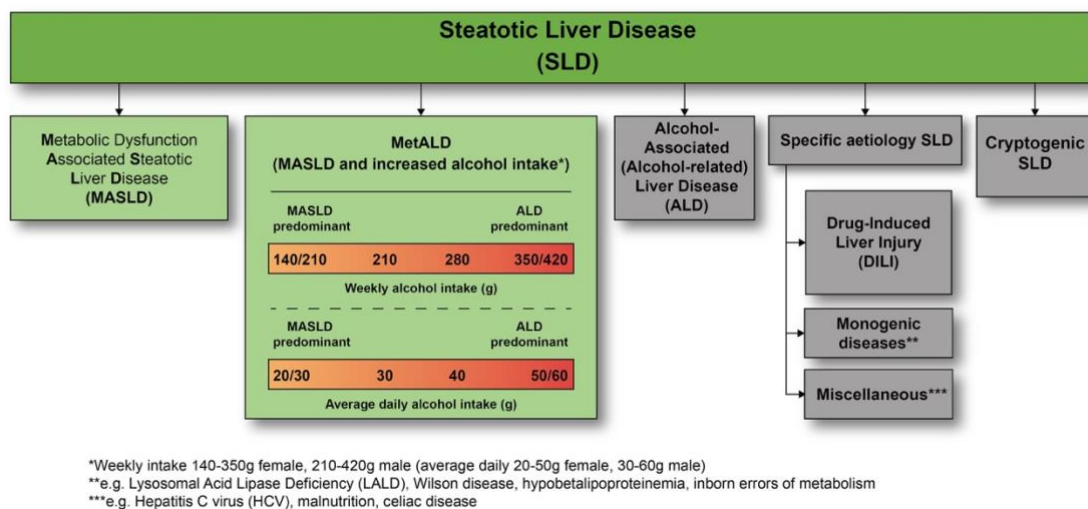 Steatotic Liver Disease
(SLD)
Metabolic Dysfunction
Associated Steatotic
Liver Disease
(MASLD)
MetALD
(MASLD and increased alcohol intake*)
MASLD
predominant
ALD
predominant
140/210 210 280 350/420
Weekly alcohol intake (g)
MASLD
predominant
ALD
predominant
20/30 30 40 50/60
Average daily alcohol intake (g)
Alcohol-
Associated
(Alcohol-related)
Liver Disease
(ALD)
Specific aetiology SLD
Drug-Induced
Liver Injury
(DILI)
Monogenic
diseases**
Miscellaneous***
Cryptogenic
SLD
*Weekly intake 140-350g female, 210-420g male (average daily 20-50g female, 30-60g male)
**e.g. Lysosomal Acid Lipase Deficiency (LALD), Wilson disease, hypobetalipoproteinemia, inborn errors of metabolism
***e.g. Hepatitis C virus (HCV), malnutrition, celiac disease